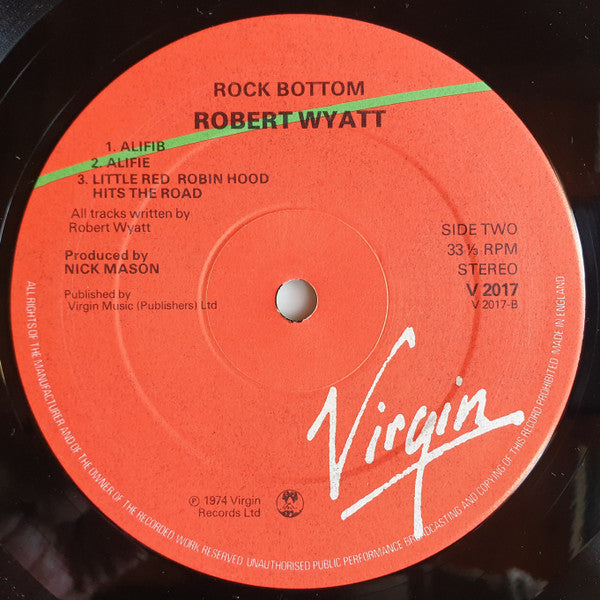 ROCK BOTTOM
ROBERT WYATT
1. ALIFIB
2. ALIFIE
3. LITTLE RED ROBIN HOOD
HITS THE ROAD
All tracks written by
Robert Wyatt
Produced by
NICK MASON
Published by
Virgin Music (Publishers) Ltd
SIDE TWO
33⅓ RPM
STEREO
V 2017
V 2017-B
Virgin
℗ 1974 Virgin
Records Ltd
ALL RIGHTS OF THE MANUFACTURER AND OF THE OWNER OF THE RECORDED WORK RESERVED UNAUTHORISED PUBLIC PERFORMANCE BROADCASTING AND COPYING OF THIS RECORD PROHIBITED MADE IN ENGLAND